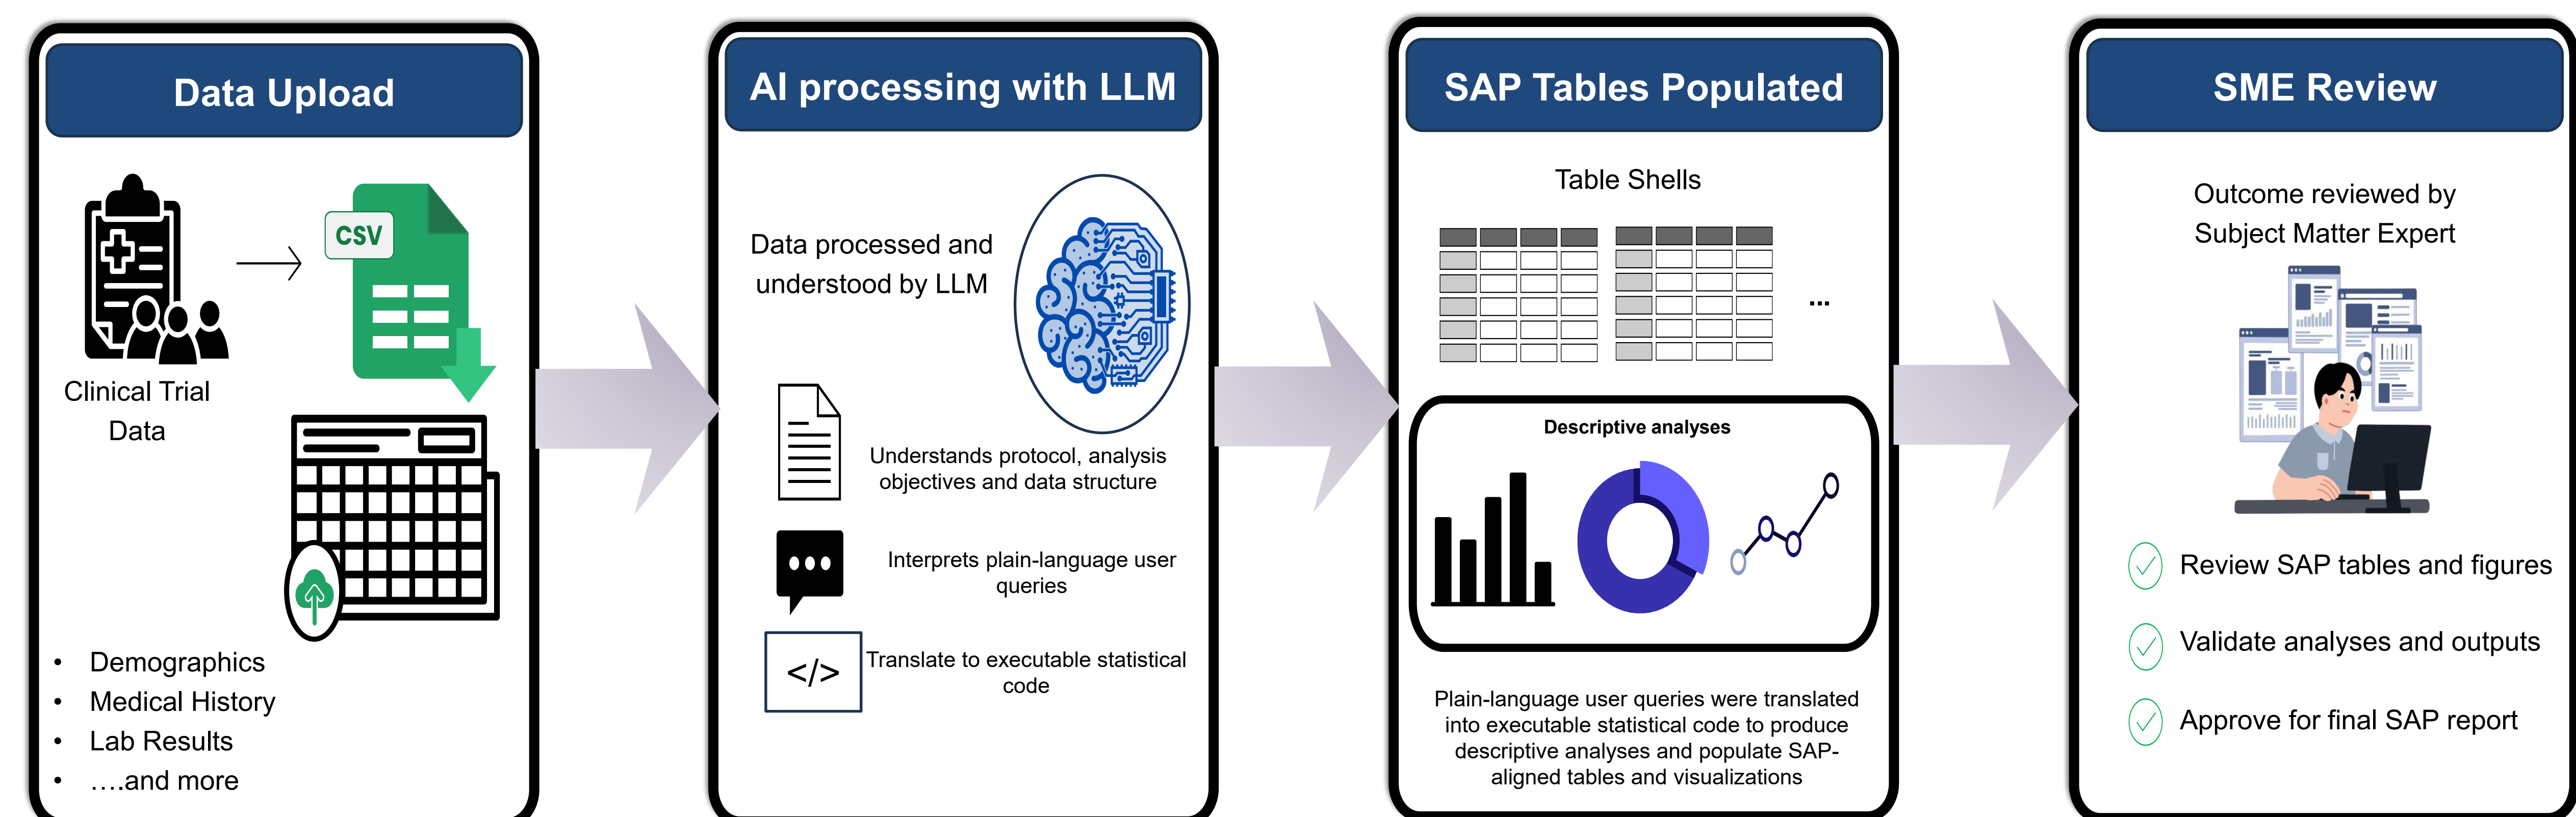 Data Upload
CSV
Clinical Trial
Data
• Demographics
• Medical History
• Lab Results
• ….and more
AI processing with LLM
Data processed and
understood by LLM
Understands protocol, analysis
objectives and data structure
Interprets plain-language user
queries
</>
Translate to executable statistical
code
SAP Tables Populated
Table Shells
...
Descriptive analyses
Plain-language user queries were translated
into executable statistical code to produce
descriptive analyses and populate SAP-
aligned tables and visualizations
SME Review
Outcome reviewed by
Subject Matter Expert
Review SAP tables and figures
Validate analyses and outputs
Approve for final SAP report